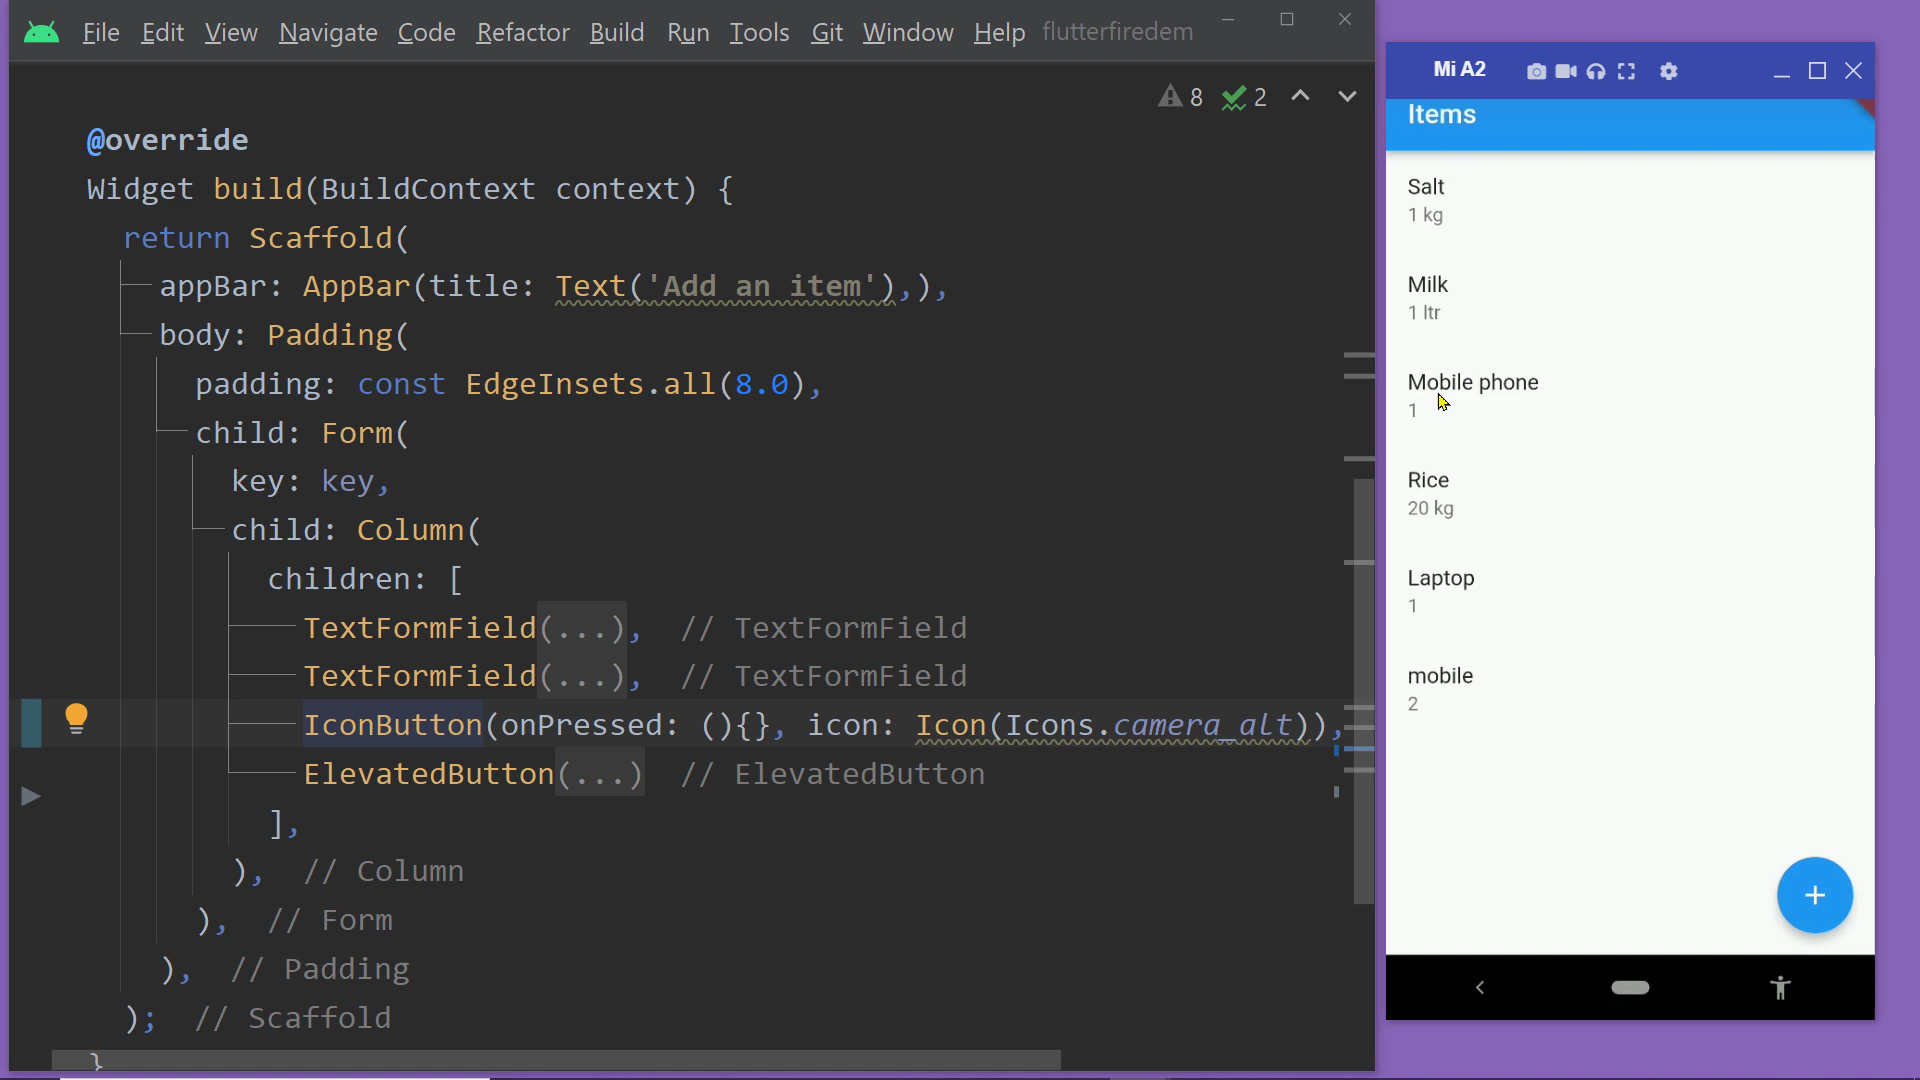 File Edit View Navigate Code Refactor Build Run Tools Git Window Help flutterfiredem
8 2
@override
Widget build(BuildContext context) {
return Scaffold(
appBar: AppBar(title: Text('Add an item'),),
body: Padding(
padding: const EdgeInsets.all(8.0),
child: Form(
key: key,
child: Column(
children: [
TextFormField(...), // TextFormField
TextFormField(...), // TextFormField
IconButton(onPressed: (){}, icon: Icon(Icons.camera_alt)),
ElevatedButton(...) // ElevatedButton
],
), // Column
), // Form
), // Padding
); // Scaffold
}
Mi A2
Items
Salt
1 kg
Milk
1 ltr
Mobile phone
1
Rice
20 kg
Laptop
1
mobile
2
+